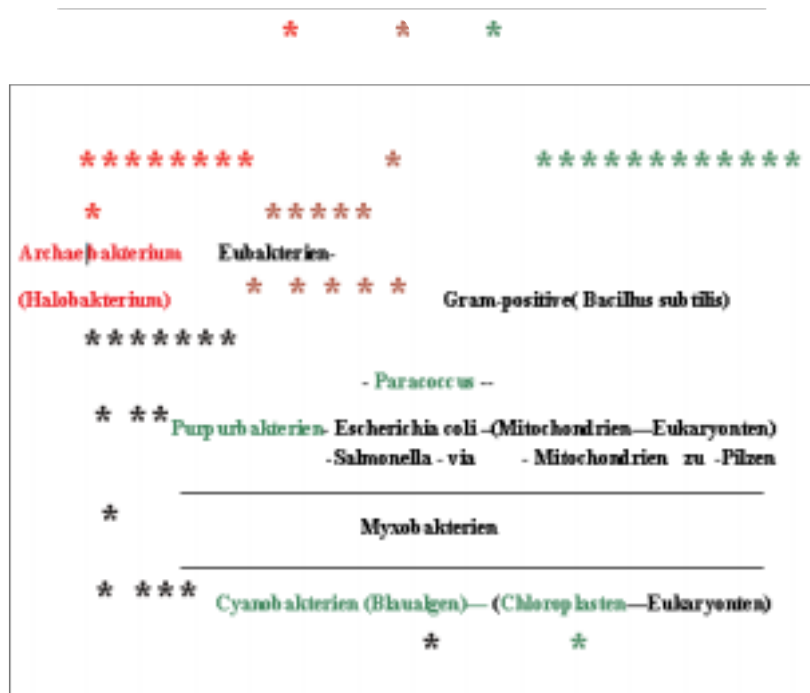 * * *
* * * * * * * * * * * * * * * * * * * * *
* * * * * *
Archaebakterium Eubakterien-
* * * * *
(Halobakterium) Gram-positive( Bacillus subtilis)
* * * * * * *
- Paracoccus --
* * *
Purpurbakterien- Escherichia coli -(Mitochondrien—Eukaryonten)
-Salmonella - via - Mitochondrien zu -Pilzen
*
Myxobakterien
* * * *
Cyanobakterien (Blaualgen)— (Chloroplasten—Eukaryonten)
* *